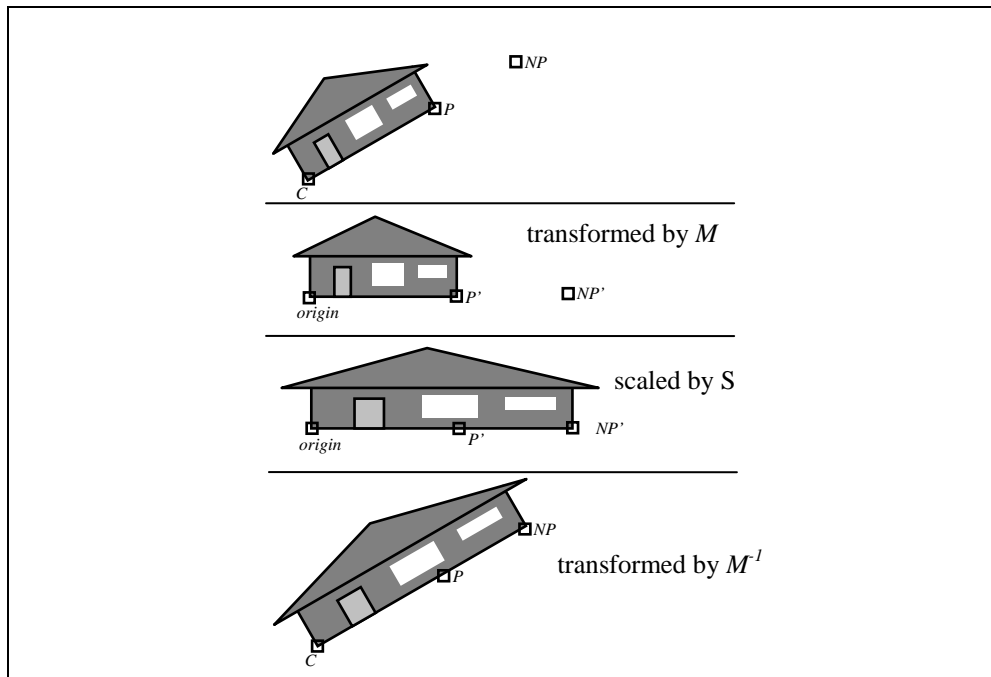 NP
P
C
transformed by M
P’
NP’
origin
scaled by S
origin
P’
NP’
NP
P
transformed by M-1
C